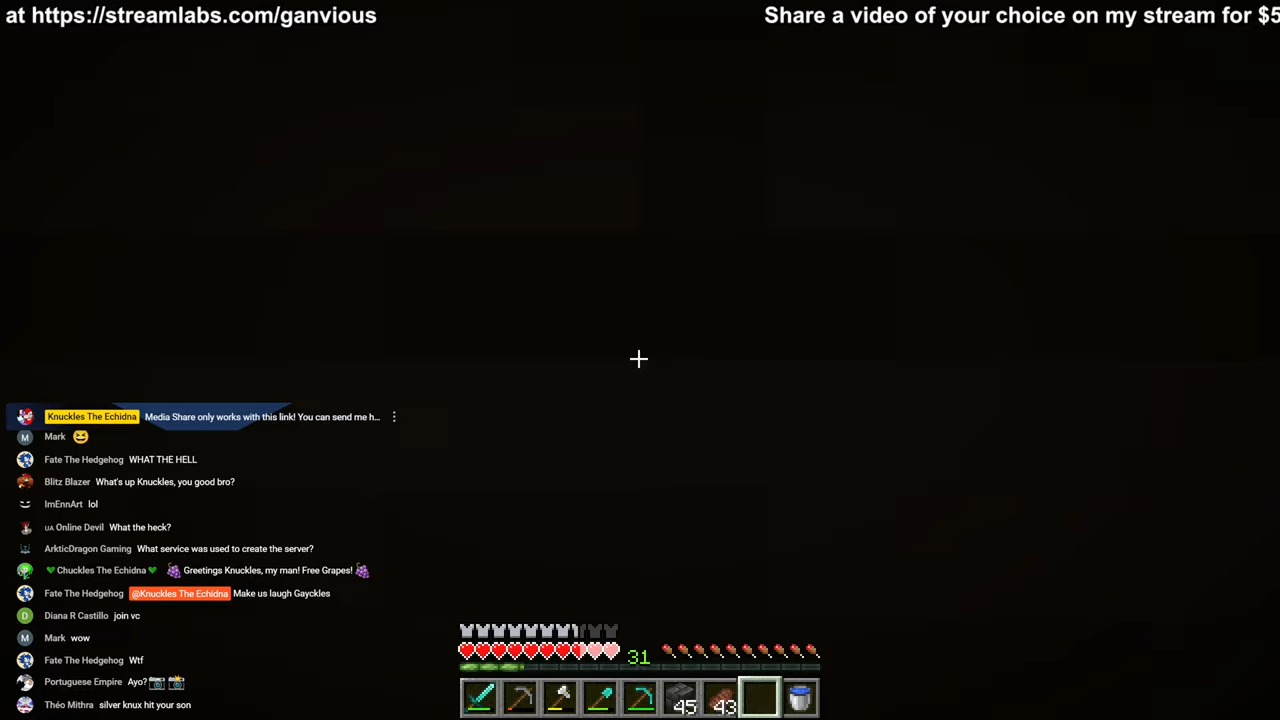 at https://streamlabs.com/ganvious
Share a video of your choice on my stream for $5
Knuckles The Echidna Media Share only works with this link! You can send me h...
M Mark
Fate The Hedgehog WHAT THE HELL
Blitz Blazer What's up Knuckles, you good bro?
ImEnnArt lol
UA Online Devil What the heck?
ArkticDragon Gaming What service was used to create the server?
Chuckles The Echidna Greetings Knuckles, my man! Free Grapes!
Fate The Hedgehog @Knuckles The Echidna Make us laugh Gayckles
D Diana R Castillo join vc
M Mark wow
Fate The Hedgehog Wtf
Portuguese Empire Ayo?
Théo Mithra silver knux hit your son
31
45
43